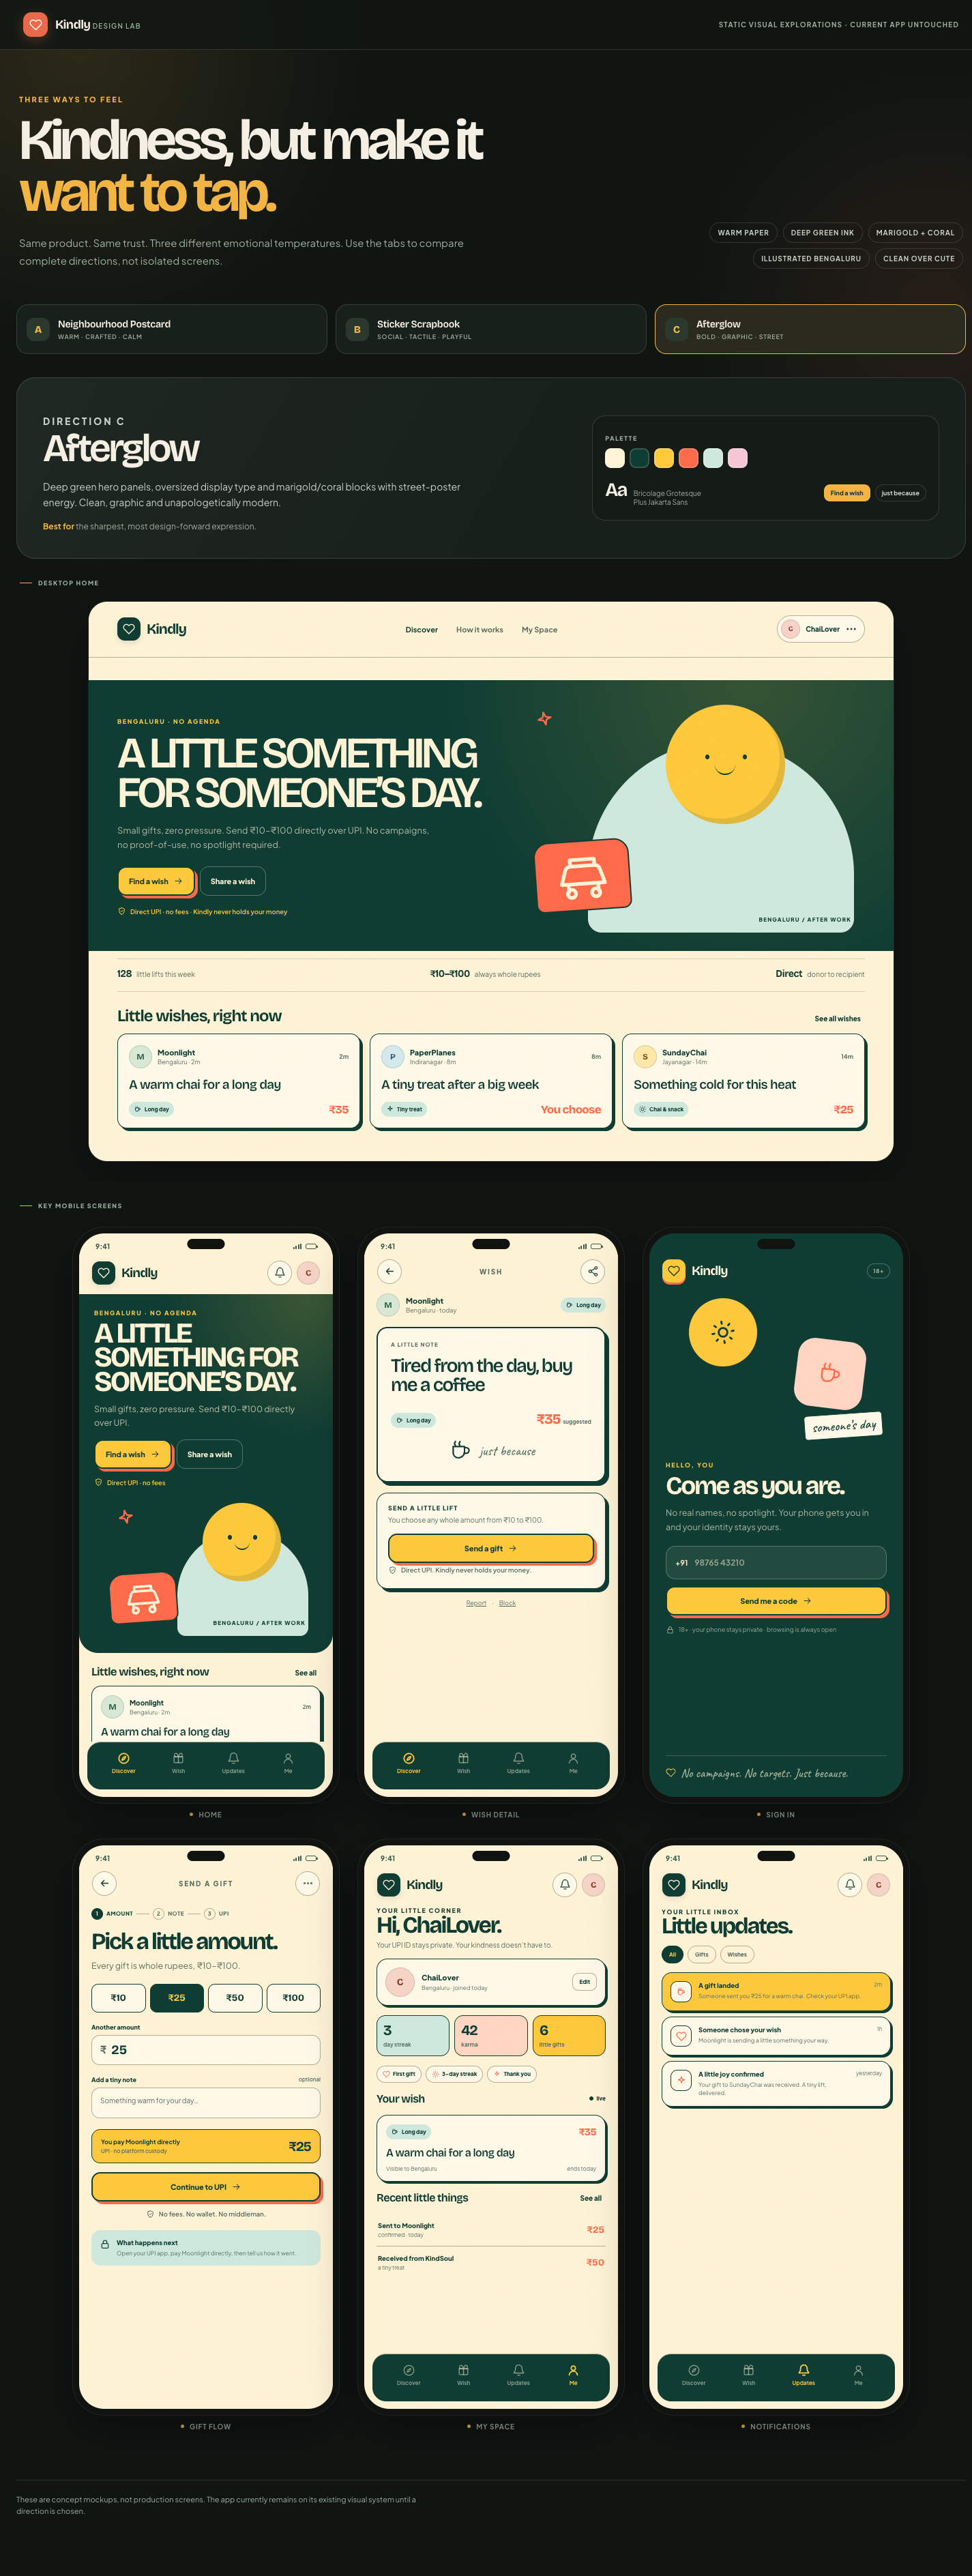 Kindly DESIGN LAB
STATIC VISUAL EXPLORATIONS · CURRENT APP UNTOUCHED
THREE WAYS TO FEEL
Kindness, but make it
want to tap.
Same product. Same trust. Three different emotional temperatures. Use the tabs to compare
complete directions, not isolated screens.
WARM PAPER
DEEP GREEN INK
MARIGOLD + CORAL
ILLUSTRATED BENGALURU
CLEAN OVER CUTE
A
Neighbourhood Postcard
WARM · CRAFTED · CALM
B
Sticker Scrapbook
SOCIAL · TACTILE · PLAYFUL
C
Afterglow
BOLD · GRAPHIC · STREET
DIRECTION C
Afterglow
Deep green hero panels, oversized display type and marigold/coral blocks with street-poster
energy. Clean, graphic and unapologetically modern.
Best for the sharpest, most design-forward expression.
PALETTE
Aa
Bricolage Grotesque
Plus Jakarta Sans
Find a wish
just because
DESKTOP HOME
Kindly
Discover
How it works
My Space
C
ChaiLover
BENGALURU · NO AGENDA
A LITTLE SOMETHING
FOR SOMEONE'S DAY.
Small gifts, zero pressure. Send ₹10–₹100 directly over UPI. No campaigns,
no proof-of-use, no spotlight required.
Find a wish →
Share a wish
Direct UPI · no fees · Kindly never holds your money
BENGALURU / AFTER WORK
128 little lifts this week
₹10–₹100 always whole rupees
Direct donor to recipient
Little wishes, right now
See all wishes
M
Moonlight
Bengaluru · 2m
2m
A warm chai for a long day
Long day
₹35
P
PaperPlanes
Indiranagar · 8m
8m
A tiny treat after a big week
Tiny treat
You choose
S
SundayChai
Jayanagar · 14m
14m
Something cold for this heat
Chai & snack
₹25
KEY MOBILE SCREENS
9:41
Kindly
C
BENGALURU · NO AGENDA
A LITTLE
SOMETHING FOR
SOMEONE'S DAY.
Small gifts, zero pressure. Send ₹10–₹100 directly
over UPI.
Find a wish →
Share a wish
Direct UPI · no fees
BENGALURU / AFTER WORK
Little wishes, right now
See all
M
Moonlight
Bengaluru · 2m
2m
A warm chai for a long day
Discover
Wish
Updates
Me
HOME
9:41
WISH
M
Moonlight
Bengaluru · today
Long day
A LITTLE NOTE
Tired from the day, buy
me a coffee
Long day
₹35 suggested
just because
SEND A LITTLE LIFT
You choose any whole amount from ₹10 to ₹100.
Send a gift →
Direct UPI. Kindly never holds your money.
Report · Block
Discover
Wish
Updates
Me
WISH DETAIL
Kindly
18+
someone's day
HELLO, YOU
Come as you are.
No real names, no spotlight. Your phone gets you in
and your identity stays yours.
+91 98765 43210
Send me a code →
18+ · your phone stays private · browsing is always open
No campaigns. No targets. Just because.
SIGN IN
9:41
SEND A GIFT
1 AMOUNT
2 NOTE
3 UPI
Pick a little amount.
Every gift is whole rupees, ₹10–₹100.
₹10
₹25
₹50
₹100
Another amount
₹ 25
Add a tiny note
optional
Something warm for your day...
You pay Moonlight directly
UPI · no platform custody
₹25
Continue to UPI →
No fees. No wallet. No middleman.
What happens next
Open your UPI app, pay Moonlight directly, then tell us how it went.
GIFT FLOW
9:41
Kindly
C
YOUR LITTLE CORNER
Hi, ChaiLover.
Your UPI ID stays private. Your kindness doesn't have to.
C
ChaiLover
Bengaluru · joined today
Edit
3
day streak
42
karma
6
little gifts
First gift
3-day streak
Thank you
Your wish
live
Long day
₹35
A warm chai for a long day
Visible to Bengaluru
ends today
Recent little things
See all
Sent to Moonlight
confirmed · today
₹25
Received from KindSoul
a tiny treat
₹50
Discover
Wish
Updates
Me
MY SPACE
9:41
Kindly
C
YOUR LITTLE INBOX
Little updates.
All
Gifts
Wishes
A gift landed
Someone sent you ₹25 for a warm chai. Check your UPI app.
2m
Someone chose your wish
Moonlight is sending a little something your way.
1h
A little joy confirmed
Your gift to SundayChai was received. A tiny lift,
delivered.
yesterday
Discover
Wish
Updates
Me
NOTIFICATIONS
These are concept mockups, not production screens. The app currently remains on its existing visual system until a
direction is chosen.